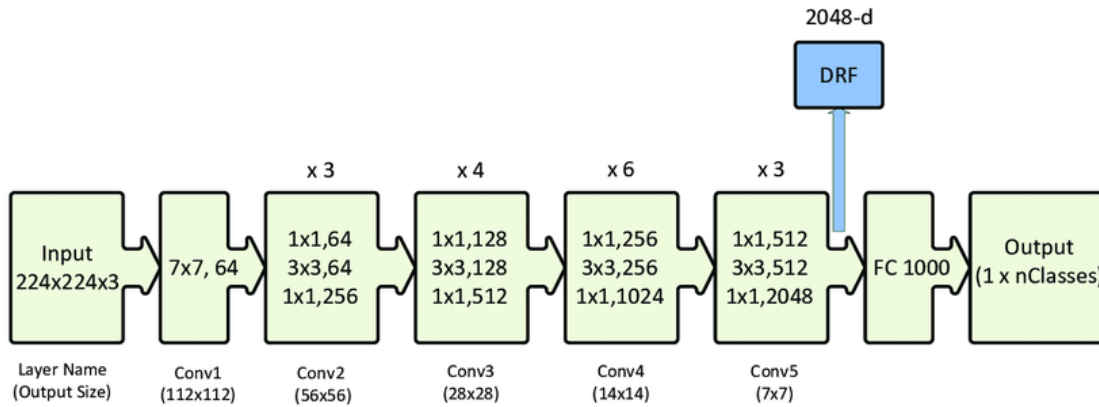 2048-d
DRF
x 3
x 4
x 6
x 3
Input
224x224x3
7x7, 64
1x1,64
3x3,64
1x1,256
1x1,128
3x3,128
1x1,512
1x1,256
3x3,256
1x1,1024
1x1,512
3x3,512
1x1,2048
FC 1000
Output
(1 x nClasses)
Layer Name
(Output Size)
Conv1
(112x112)
Conv2
(56x56)
Conv3
(28x28)
Conv4
(14x14)
Conv5
(7x7)